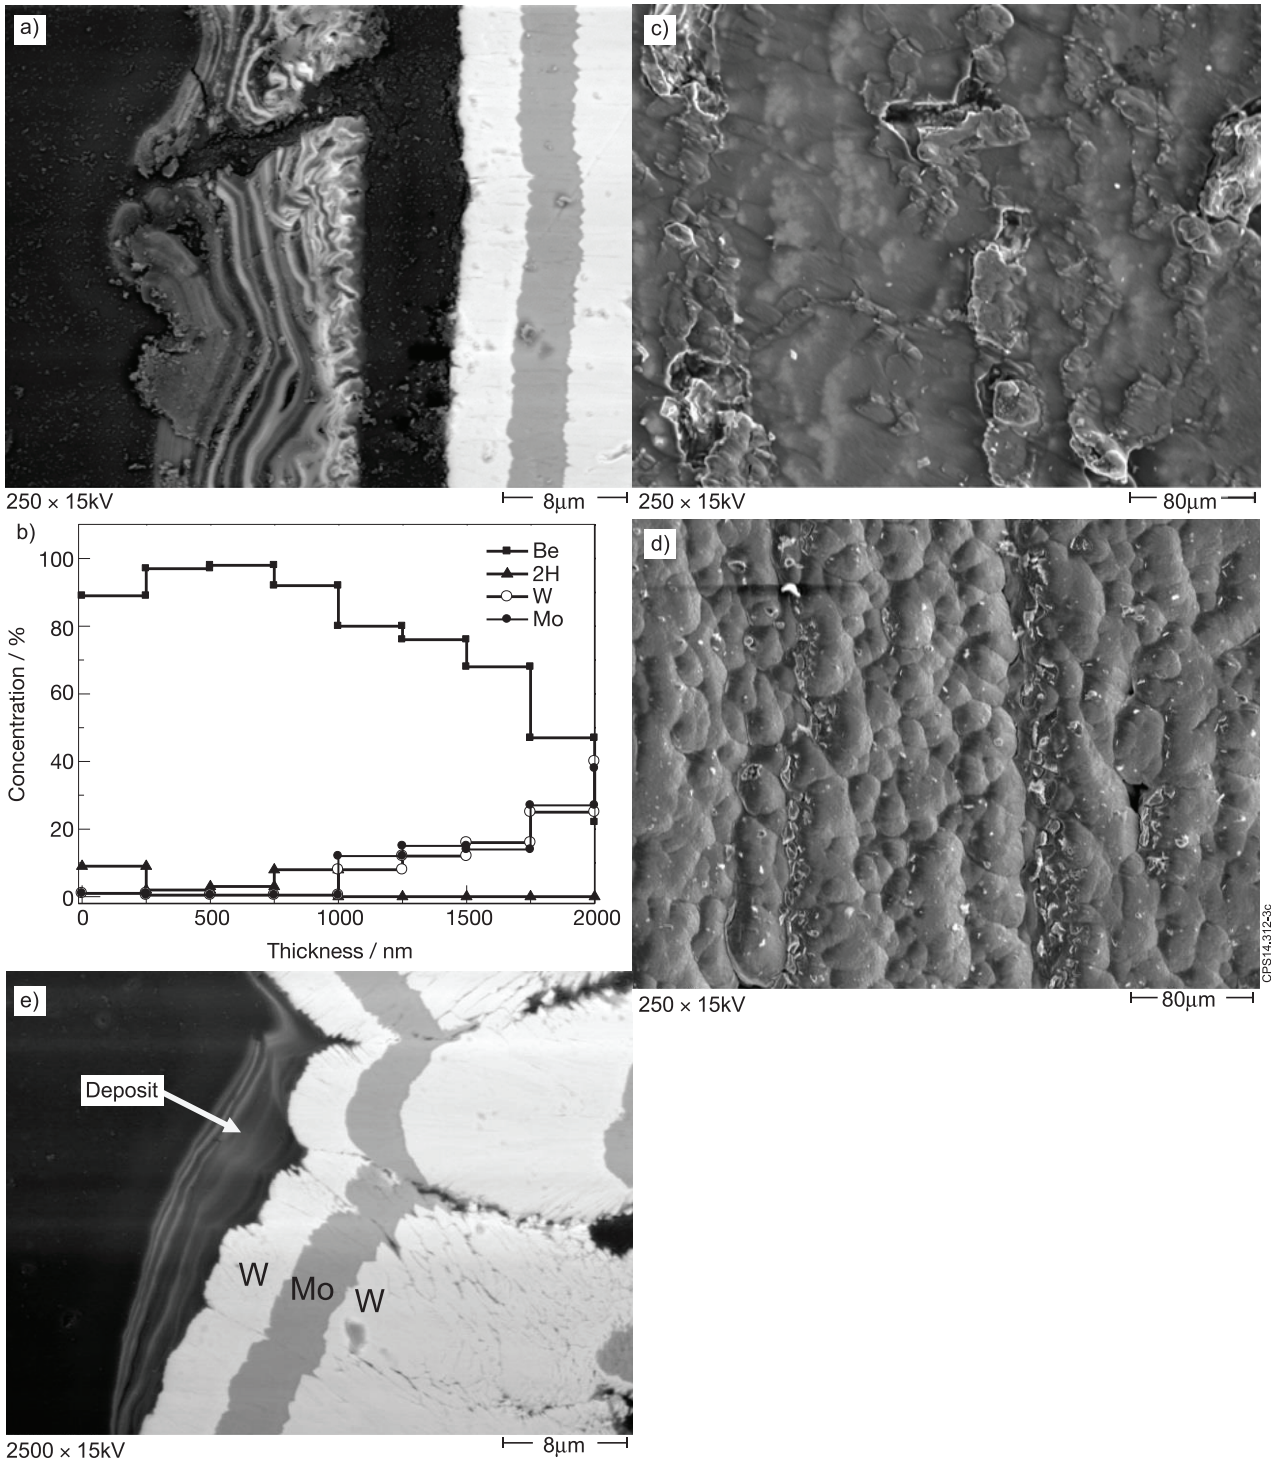 a)
250 × 15kV
8μm
c)
250 × 15kV
80μm
b)
Concentration / %
100
80
60
40
20
0
Be
2H
W
Mo
0
500
1000
1500
2000
Thickness / nm
d)
250 × 15kV
80μm
CPS14.312-3c
e)
Deposit
W
Mo
W
2500 × 15kV
8μm